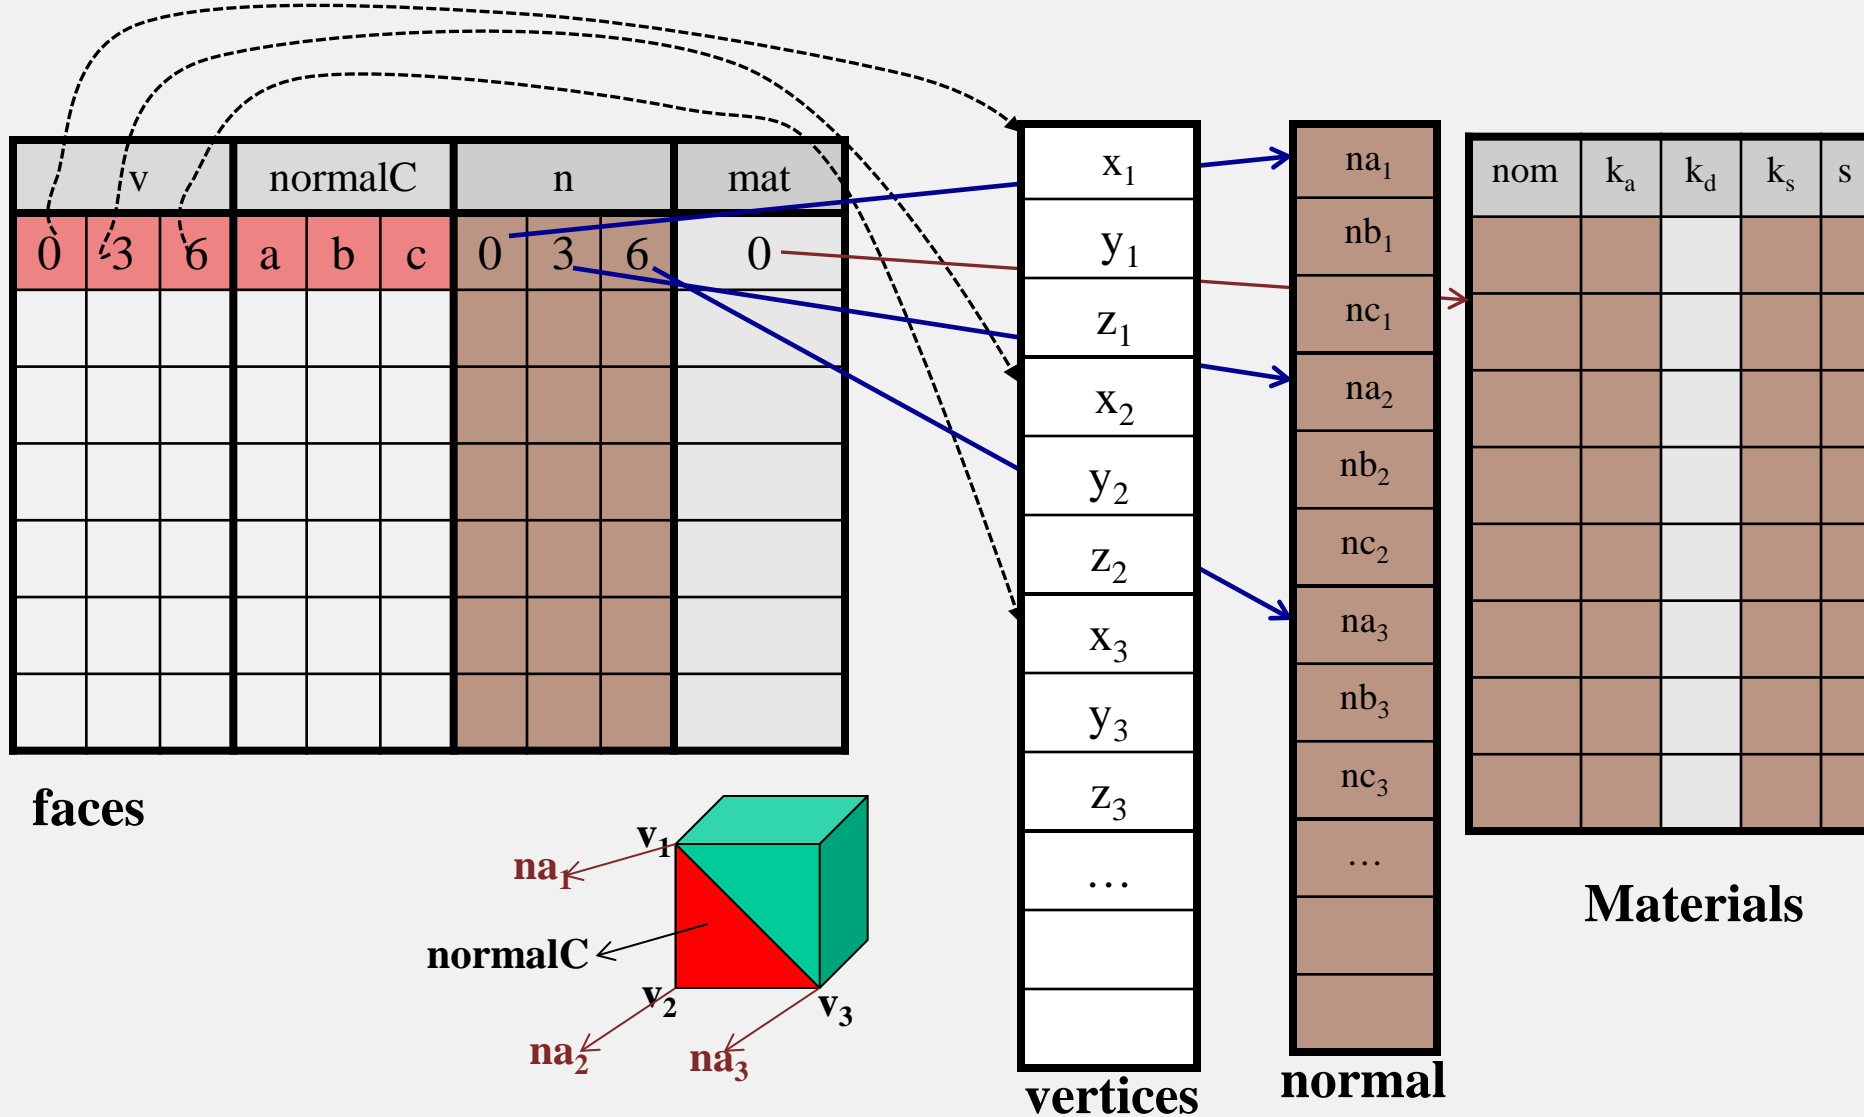 v normalC n mat
0 3 6 a b c 0 3 6 0
faces
x1
y1
z1
x2
y2
z2
x3
y3
z3
…
vertices
na1
nb1
nc1
na2
nb2
nc2
na3
nb3
nc3
…
normal
nom ka kd ks s
Materials
v1
na1
normalC
v2
v3
na2
na3